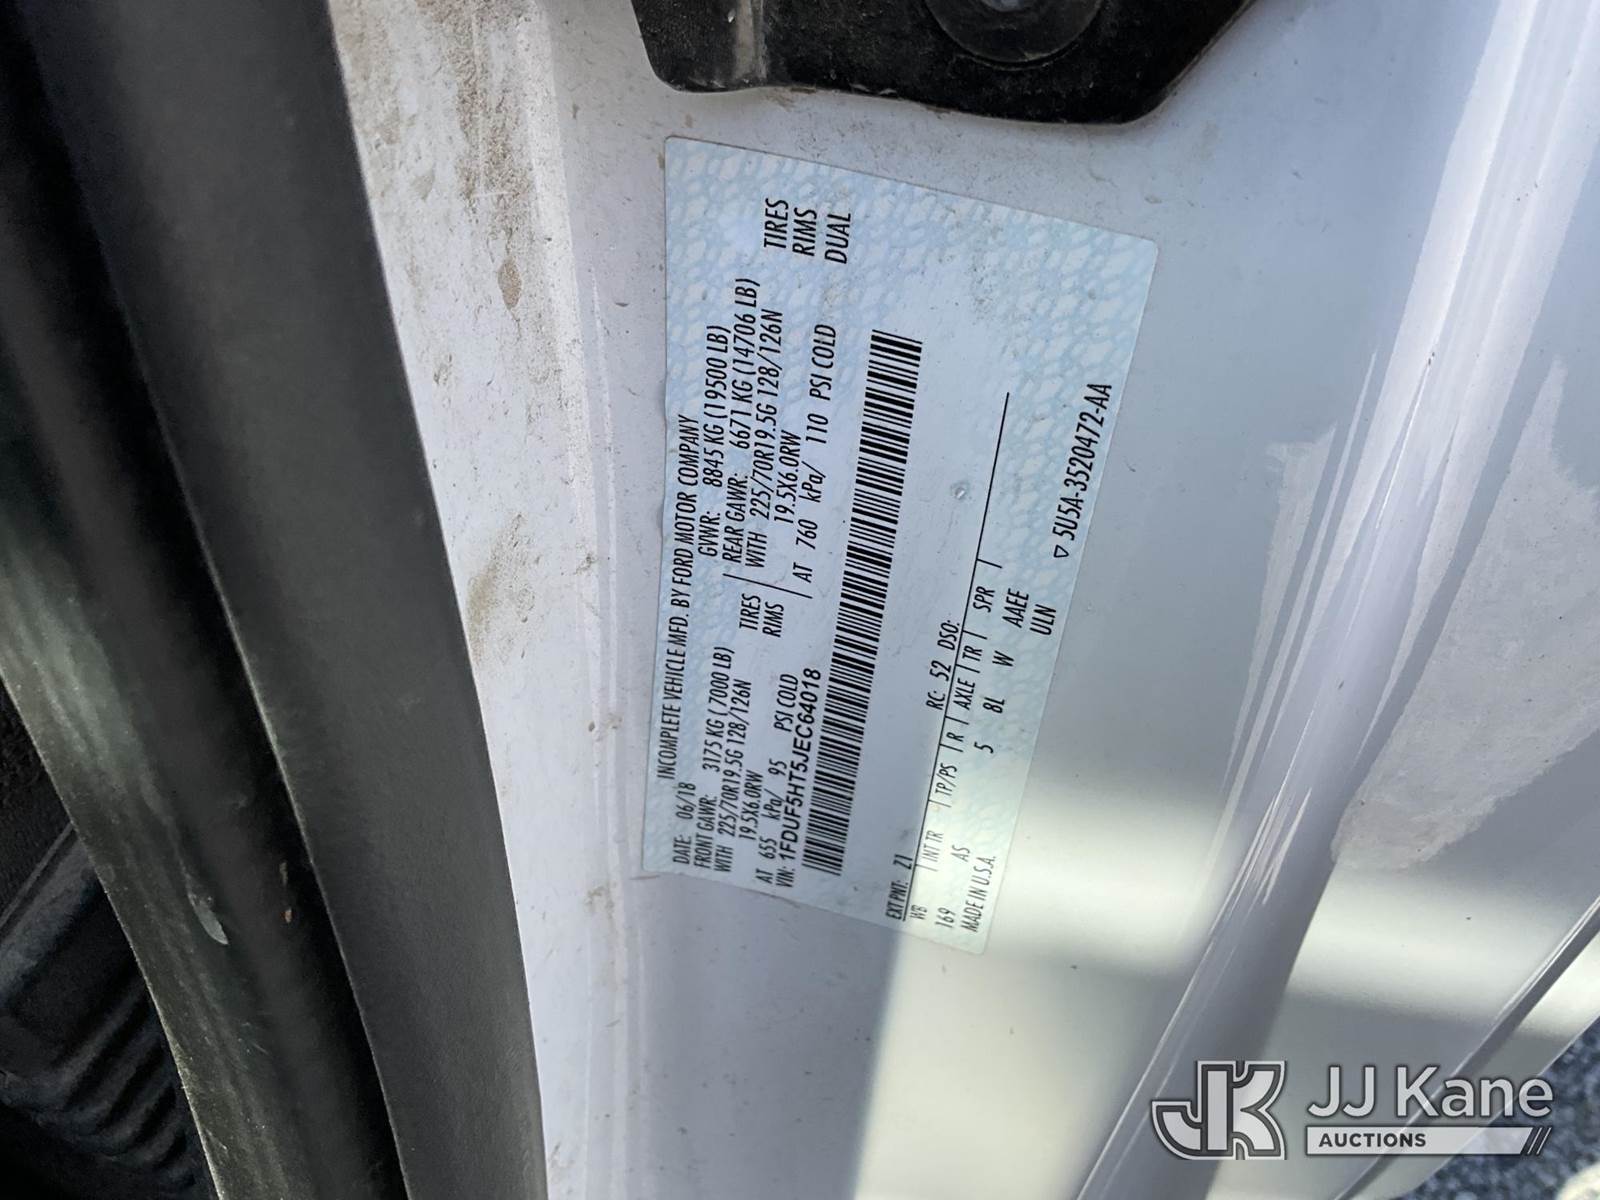 DATE: 06/18 INCOMPLETE VEHICLE MFD. BY FORD MOTOR COMPANY
FRONT GAWR: 3175 KG (7000 LB) GVWR: 8845 KG (19500 LB)
REAR GAWR: 6671 KG (14706 LB)
WITH 225/70R19.5G 128/126N TIRES WITH 225/70R19.5G 128/126N TIRES
19.5X6.0RW RIMS 19.5X6.0RW RIMS
AT 655 kPa/ 95 PSI COLD AT 760 kPa/ 110 PSI COLD DUAL
VIN: 1FDUF5HT5JEC64018
EXT PNT: Z1 RC: 52 DSO:
WB INT TR TP/PS R AXLE TR SPR
169 AS 5 BL W AAEE
MADE IN U.S.A. ULN
▽ 5U5A-3520472-AA
JK JJ Kane
AUCTIONS